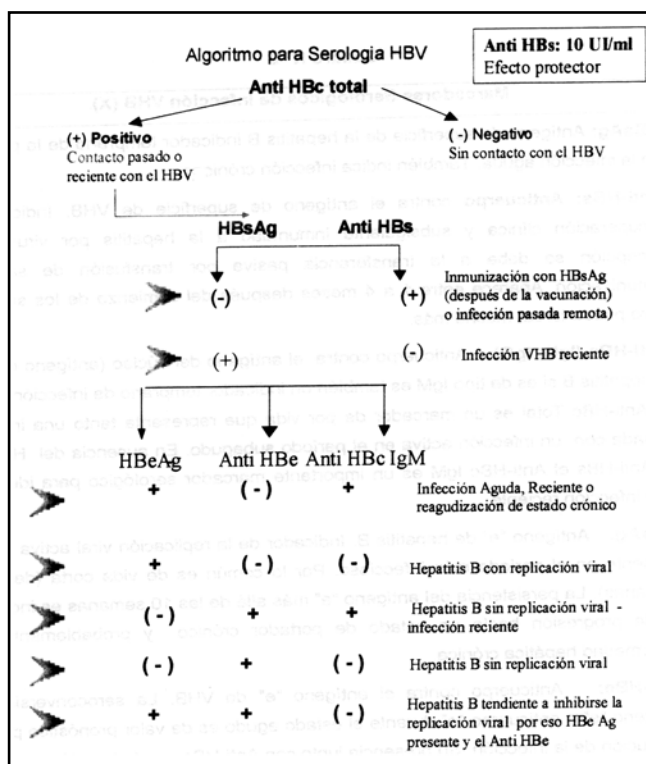 Algoritmo para Serologia HBV
Anti HBs: 10 UI/ml
Efecto protector
Anti HBc total
(+) Positivo
Contacto pasado o
reciente con el HBV
(-) Negativo
Sin contacto con el HBV
HBsAg Anti HBs
(-) (+) Inmunización con HBsAg
(después de la vacunación)
o infección pasada remota)
(+) (-) Infección VHB reciente
HBeAg Anti HBe Anti HBc IgM
+ (-) + Infección Aguda, Reciente o
reagudización de estado crónico
+ (-) (-) Hepatitis B con replicación viral
(-) + + Hepatitis B sin replicación viral -
infección reciente
(-) + (-) Hepatitis B sin replicación viral
+ + (-) Hepatitis B tendiente a inhibirse la
replicación viral por eso HBe Ag
presente y el Anti HBe